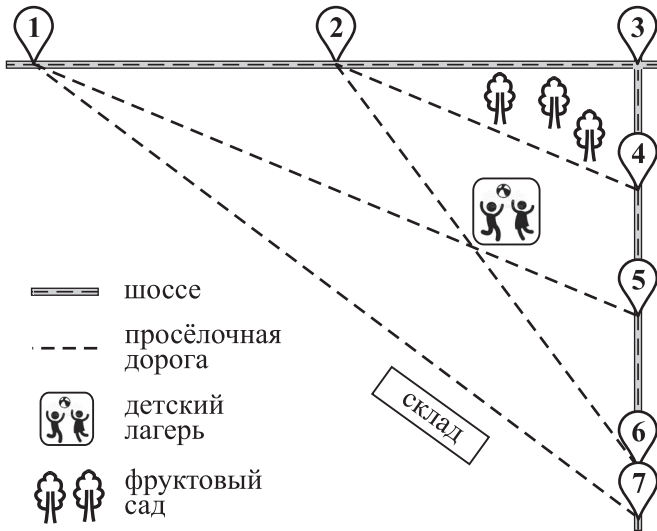 1
2
3
4
5
6
7
склад
шоссе
просёлочная
дорога
детский
лагерь
фруктовый
сад